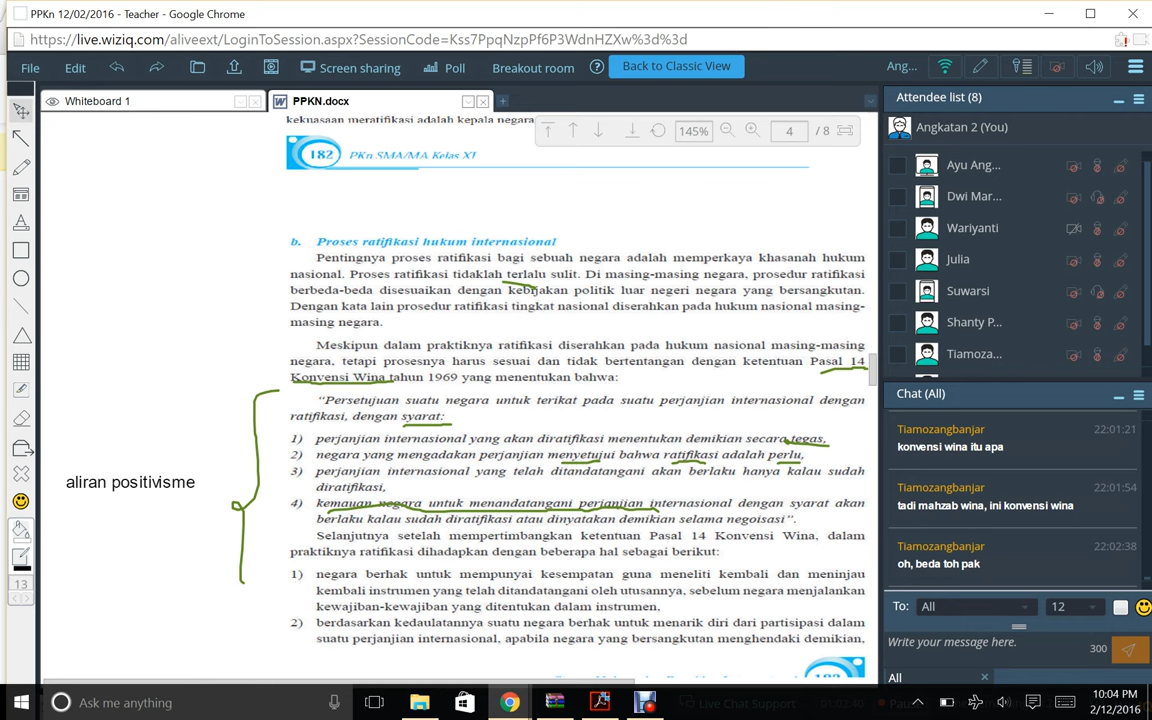 PPKn 12/02/2016 - Teacher - Google Chrome
https://live.wiziq.com/aliveext/LoginToSession.aspx?SessionCode=Kss7PpqNzpPf6P3WdnHZXw%3d%3d
File Edit Screen sharing Poll Breakout room ? Back to Classic View Ang...
Whiteboard 1
PPKN.docx
kekuasaan meratifikasi adalah kepala negara
145% 4 / 8
182 PKn SMA/MA Kelas XI
b. Proses ratifikasi hukum internasional
Pentingnya proses ratifikasi bagi sebuah negara adalah memperkaya khasanah hukum
nasional. Proses ratifikasi tidaklah terlalu sulit. Di masing-masing negara, prosedur ratifikasi
berbeda-beda disesuaikan dengan kebijakan politik luar negeri negara yang bersangkutan.
Dengan kata lain prosedur ratifikasi tingkat nasional diserahkan pada hukum nasional masing-
masing negara.
Meskipun dalam praktiknya ratifikasi diserahkan pada hukum nasional masing-masing
negara, tetapi prosesnya harus sesuai dan tidak bertentangan dengan ketentuan Pasal 14
Konvensi Wina tahun 1969 yang menentukan bahwa:
“Persetujuan suatu negara untuk terikat pada suatu perjanjian internasional dengan
ratifikasi, dengan syarat:
1) perjanjian internasional yang akan diratifikasi menentukan demikian secara tegas,
2) negara yang mengadakan perjanjian menyetujui bahwa ratifikasi adalah perlu,
3) perjanjian internasional yang telah ditandatangani akan berlaku hanya kalau sudah
diratifikasi,
4) kemauan negara untuk menandatangani perjanjian internasional dengan syarat akan
berlaku kalau sudah diratifikasi atau dinyatakan demikian selama negoisasi”.
Selanjutnya setelah mempertimbangkan ketentuan Pasal 14 Konvensi Wina, dalam
praktiknya ratifikasi dihadapkan dengan beberapa hal sebagai berikut:
1) negara berhak untuk mempunyai kesempatan guna meneliti kembali dan meninjau
kembali instrumen yang telah ditandatangani oleh utusannya, sebelum negara menjalankan
kewajiban-kewajiban yang ditentukan dalam instrumen,
2) berdasarkan kedaulatannya suatu negara berhak untuk menarik diri dari partisipasi dalam
suatu perjanjian internasional, apabila negara yang bersangkutan menghendaki demikian,
aliran positivisme
13
Attendee list (8)
Angkatan 2 (You)
Ayu Ang...
Dwi Mar...
Wariyanti
Julia
Suwarsi
Shanty P...
Tiamoza...
Chat (All)
Tiamozangbanjar 22:01:21
konvensi wina itu apa
Tiamozangbanjar 22:01:54
tadi mahzab wina, ini konvensi wina
Tiamozangbanjar 22:02:38
oh, beda toh pak
To: All 12
Write your message here. 300
All
Ask me anything
Live Chat Support
10:04 PM
2/12/2016